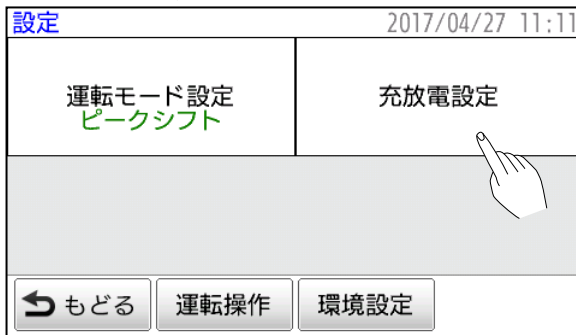 設定 2017/04/27 11:11
運転モード設定 充放電設定
ピークシフト
もどる 運転操作 環境設定